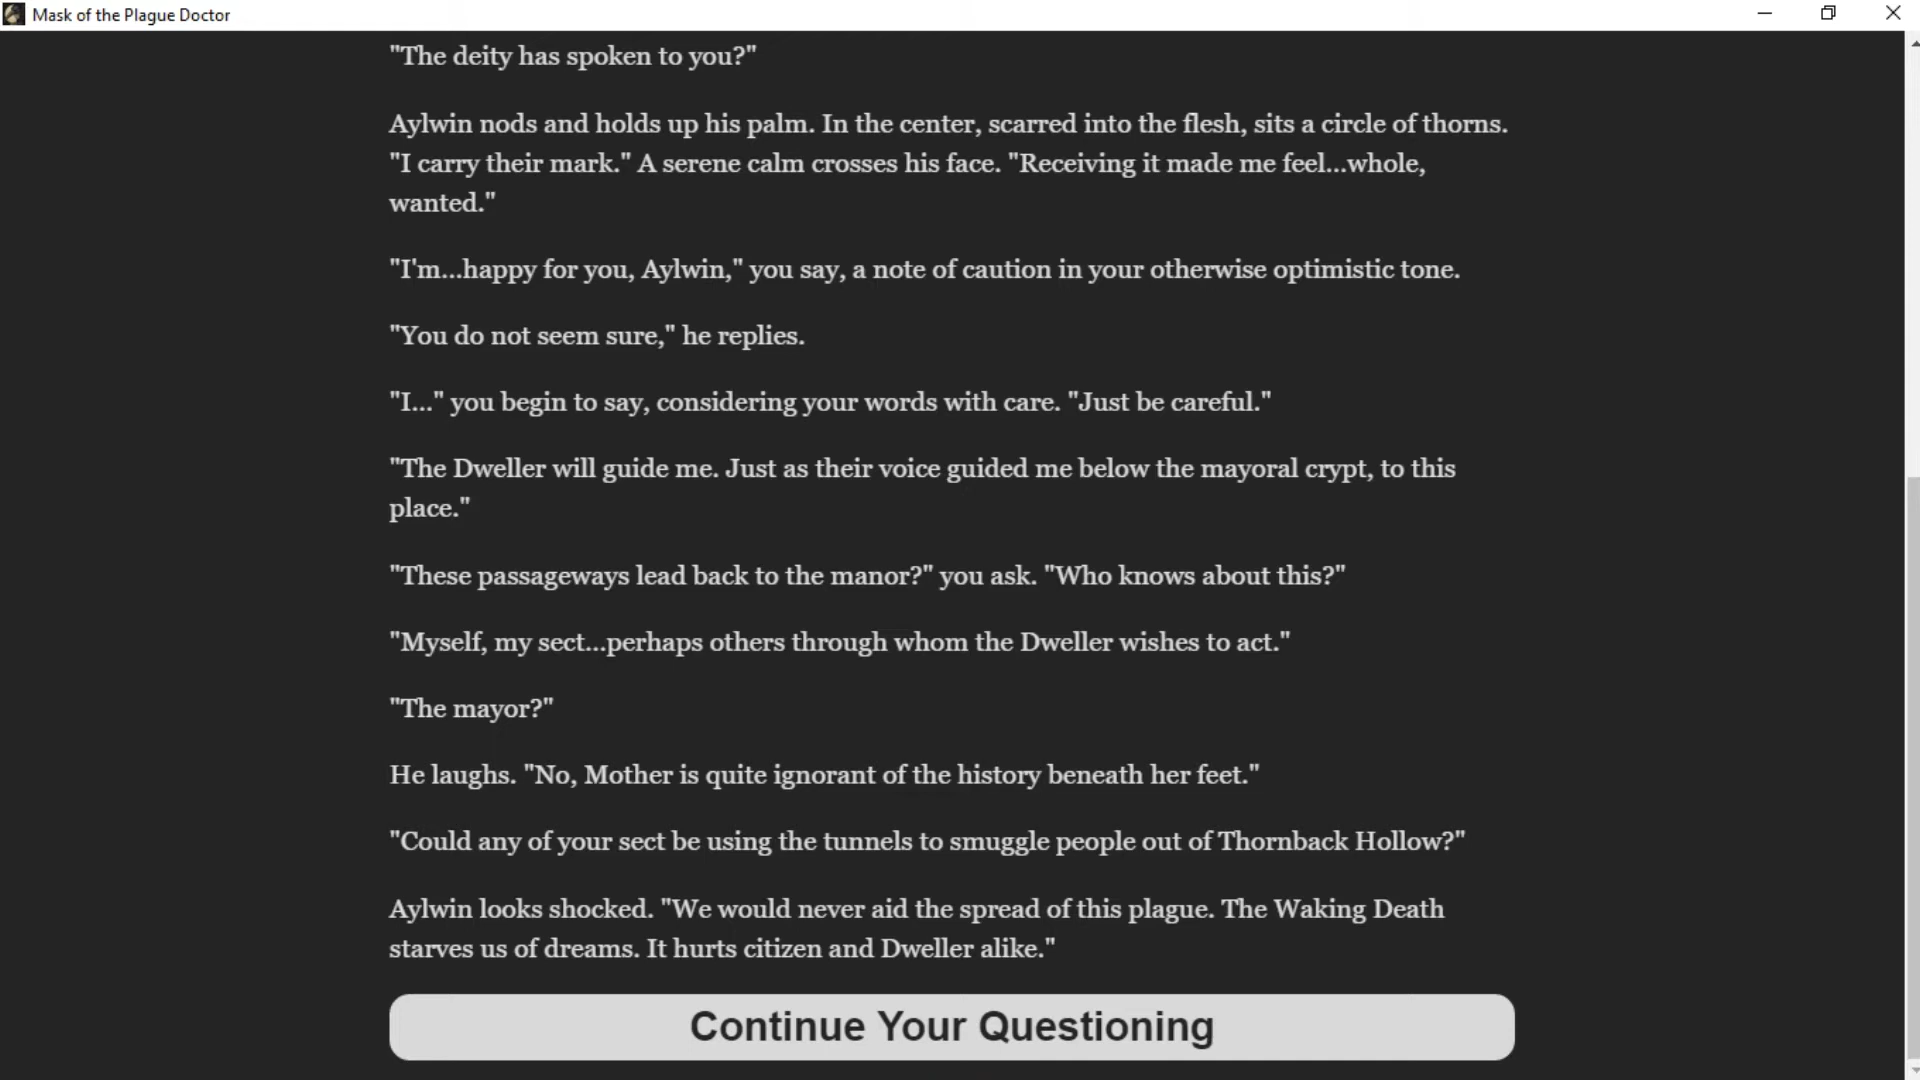 Mask of the Plague Doctor
"The deity has spoken to you?"
Aylwin nods and holds up his palm. In the center, scarred into the flesh, sits a circle of thorns.
"I carry their mark." A serene calm crosses his face. "Receiving it made me feel...whole,
wanted."
"I'm...happy for you, Aylwin," you say, a note of caution in your otherwise optimistic tone.
"You do not seem sure," he replies.
"I..." you begin to say, considering your words with care. "Just be careful."
"The Dweller will guide me. Just as their voice guided me below the mayoral crypt, to this
place."
"These passageways lead back to the manor?" you ask. "Who knows about this?"
"Myself, my sect...perhaps others through whom the Dweller wishes to act."
"The mayor?"
He laughs. "No, Mother is quite ignorant of the history beneath her feet."
"Could any of your sect be using the tunnels to smuggle people out of Thornback Hollow?"
Aylwin looks shocked. "We would never aid the spread of this plague. The Waking Death
starves us of dreams. It hurts citizen and Dweller alike."
Continue Your Questioning